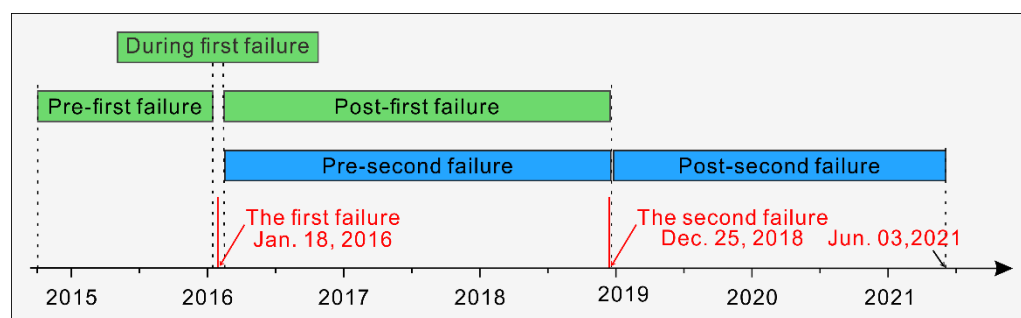 During first failure
Pre-first failure
Post-first failure
Pre-second failure
Post-second failure
The first failure
Jan. 18, 2016
The second failure
Dec. 25, 2018
Jun. 03,2021
2015
2016
2017
2018
2019
2020
2021